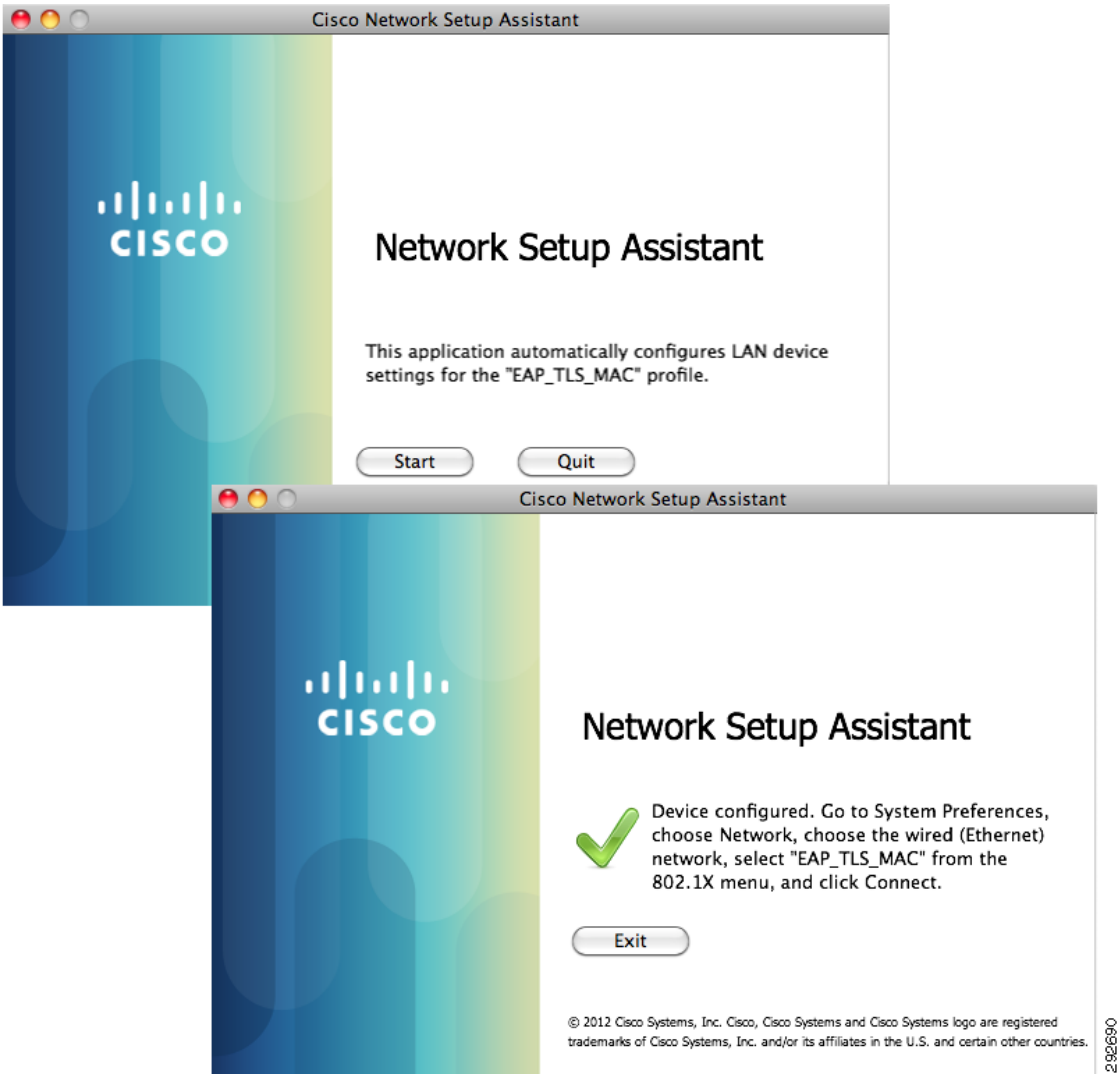 Cisco Network Setup Assistant
CISCO
Network Setup Assistant
This application automatically configures LAN device
settings for the "EAP_TLS_MAC" profile.
Start
Quit
Cisco Network Setup Assistant
CISCO
Network Setup Assistant
Device configured. Go to System Preferences,
choose Network, choose the wired (Ethernet)
network, select "EAP_TLS_MAC" from the
802.1X menu, and click Connect.
Exit
© 2012 Cisco Systems, Inc. Cisco, Cisco Systems and Cisco Systems logo are registered
trademarks of Cisco Systems, Inc. and/or its affiliates in the U.S. and certain other countries.
292690